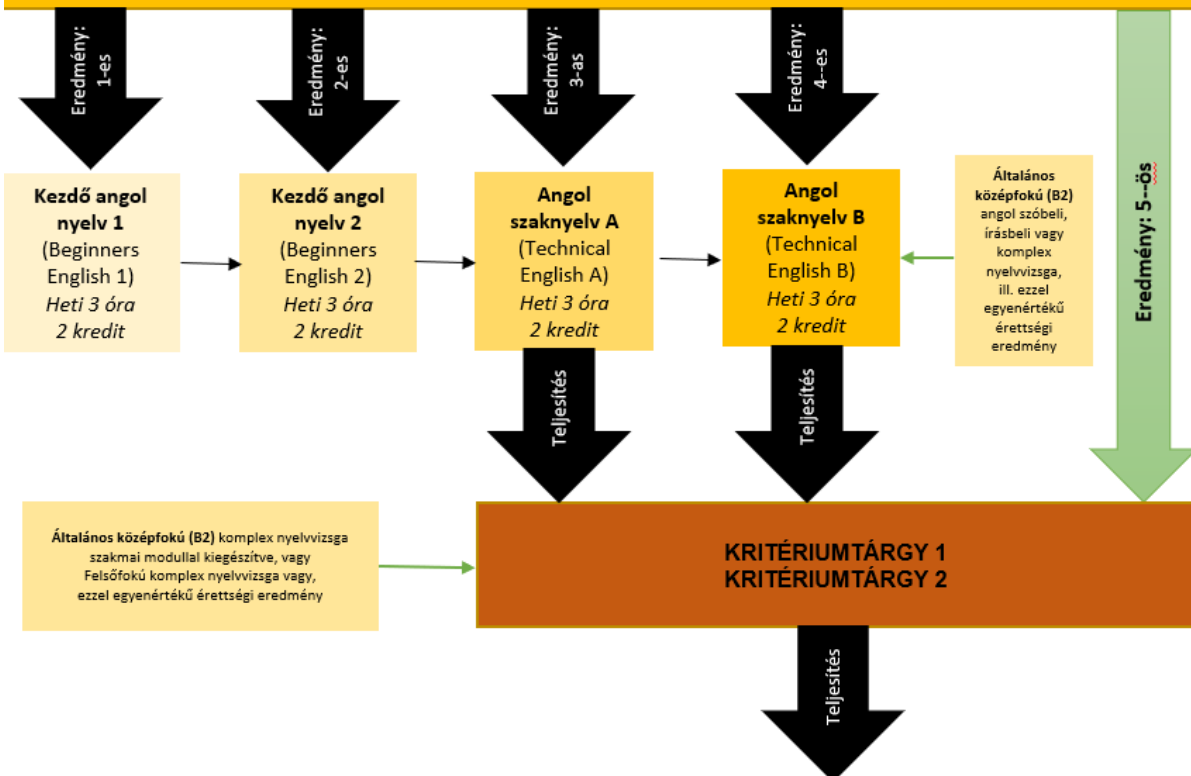 Eredmény:
1-es
Eredmény:
2-es
Eredmény:
3-as
Eredmény:
4--es
Eredmény: 5--ös
Kezdő angol
nyelv 1
(Beginners
English 1)
Heti 3 óra
2 kredit
Kezdő angol
nyelv 2
(Beginners
English 2)
Heti 3 óra
2 kredit
Angol
szaknyelv A
(Technical
English A)
Heti 3 óra
2 kredit
Angol
szaknyelv B
(Technical
English B)
Heti 3 óra
2 kredit
Általános
középfokú (B2)
angol szóbeli,
írásbeli vagy
komplex
nyelvvizsga,
ill. ezzel
egyenértékű
érettségi
eredmény
Teljesítés
Teljesítés
Általános középfokú (B2) komplex nyelvvizsga
szakmai modullal kiegészítve, vagy
Felsőfokú komplex nyelvvizsga vagy,
ezzel egyenértékű érettségi eredmény
KRITÉRIUMTÁRGY 1
KRITÉRIUMTÁRGY 2
Teljesítés